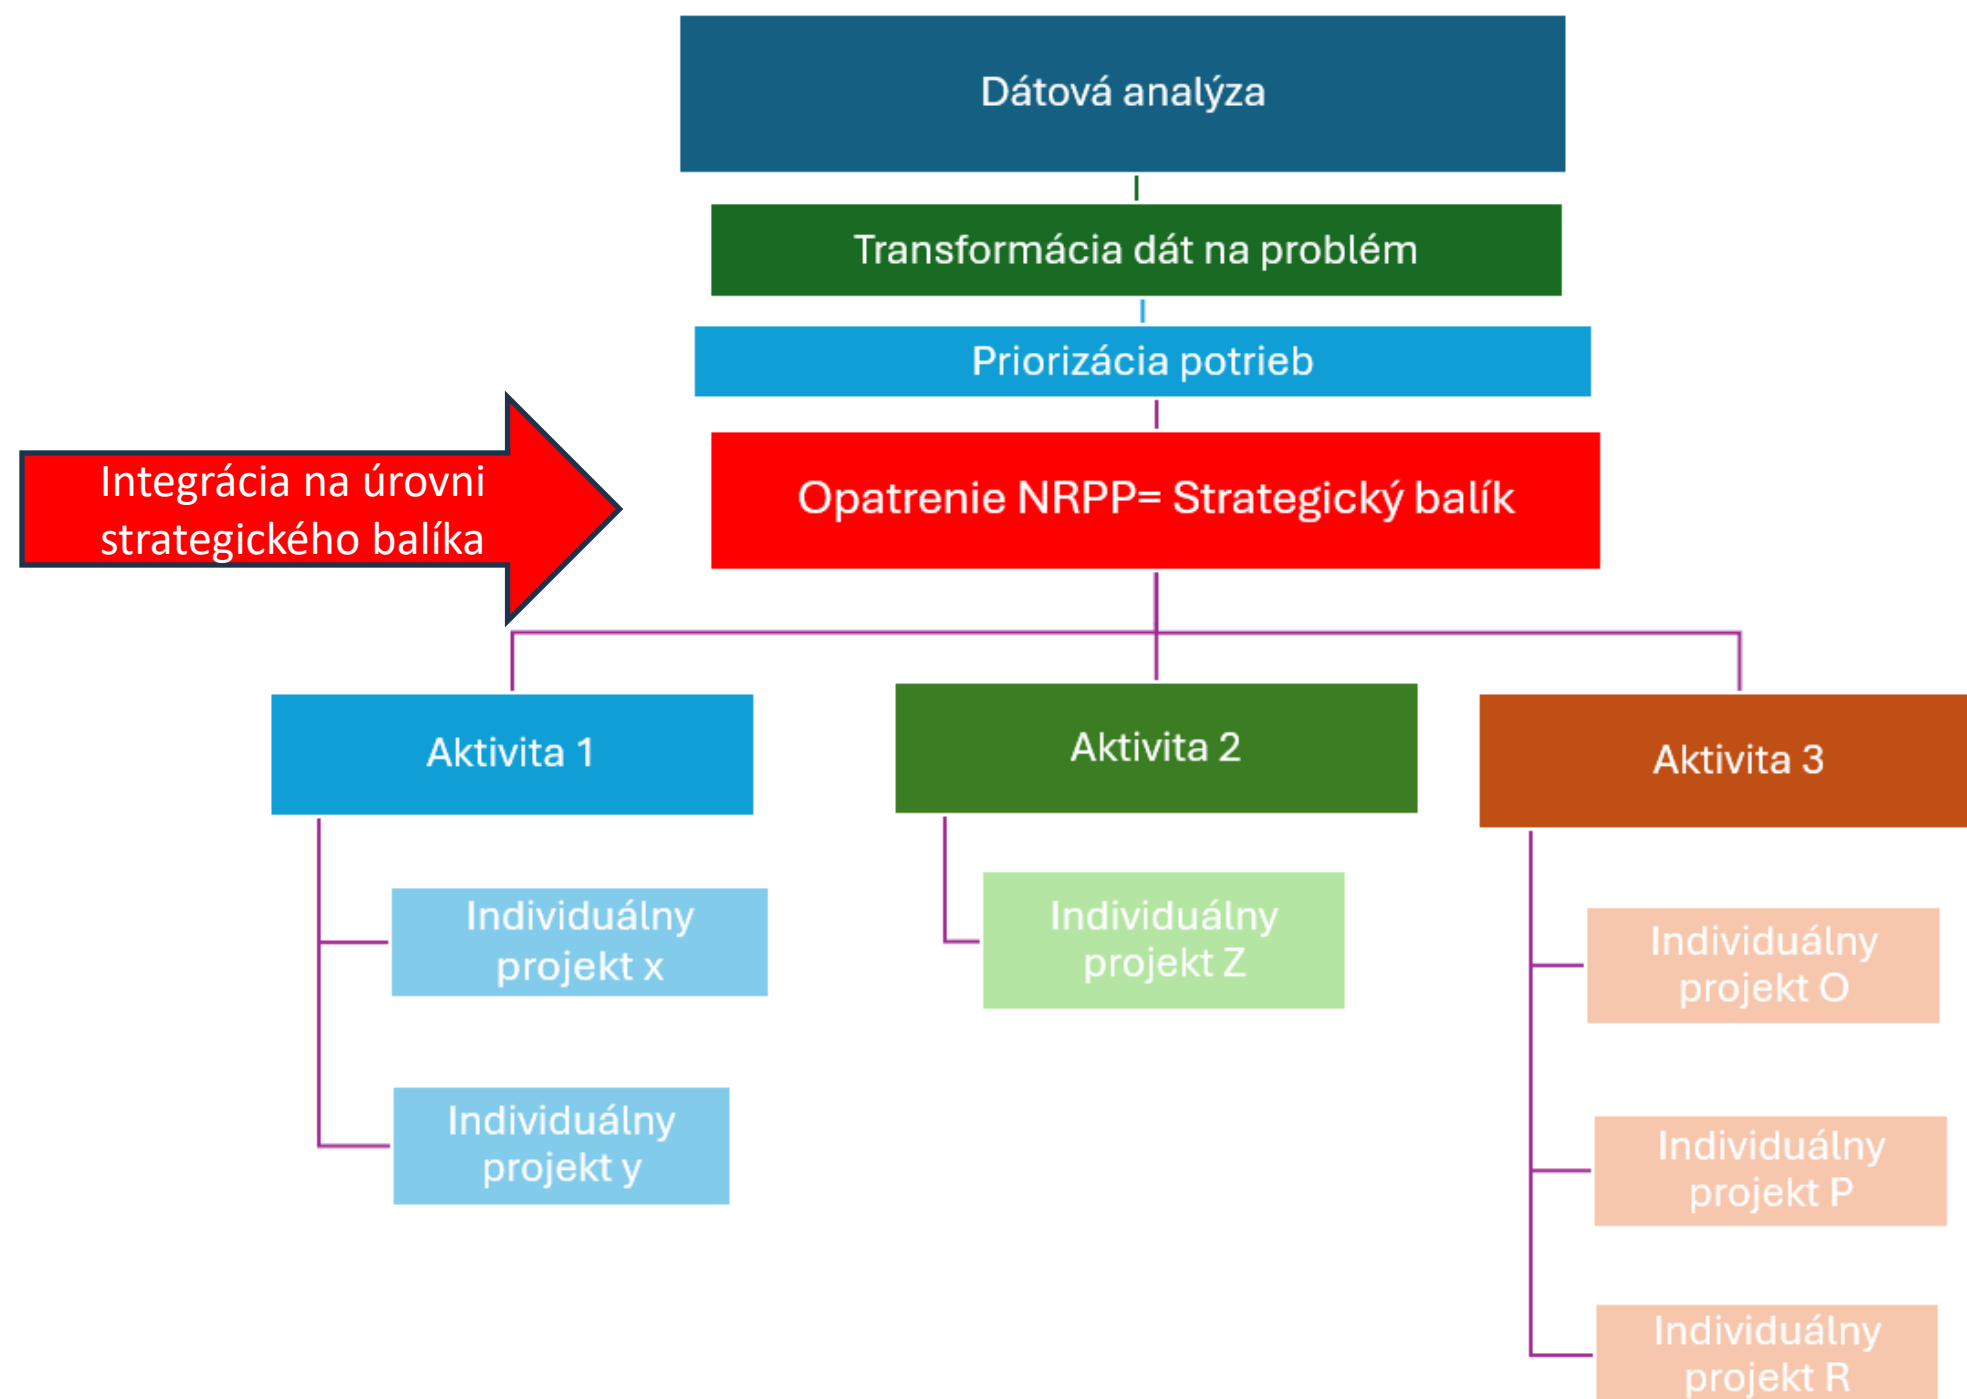 Dátová analýza
Transformácia dát na problém
Priorizácia potrieb
Integrácia na úrovni
strategického balíka
Opatrenie NRPP= Strategický balík
Aktivita 1
Aktivita 2
Aktivita 3
Individuálny
projekt x
Individuálny
projekt y
Individuálny
projekt Z
Individuálny
projekt O
Individuálny
projekt P
Individuálny
projekt R